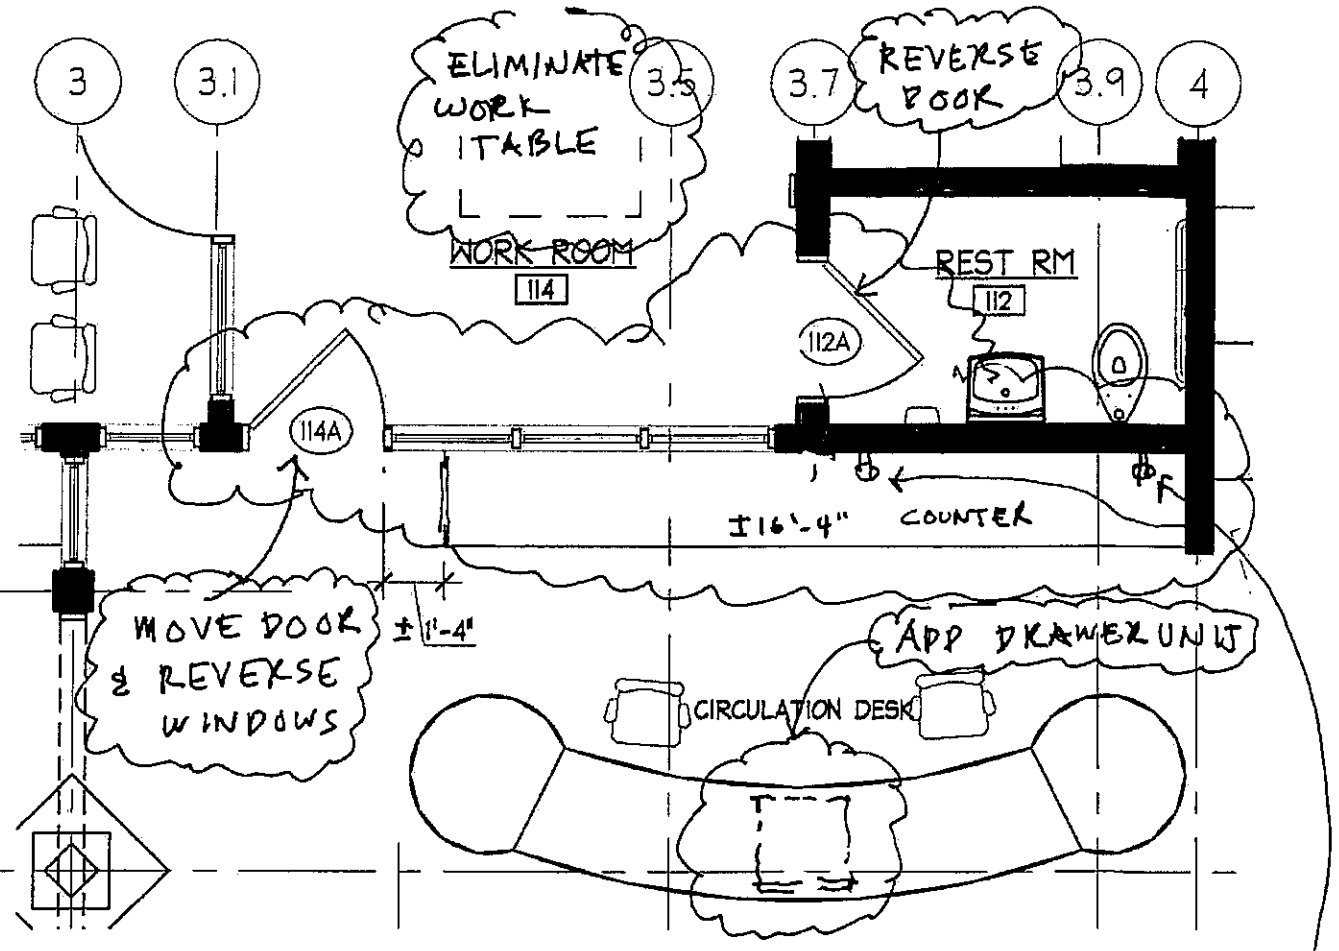 3
3.1
3.5
3.7
3.9
4
ELIMINATE
WORK
TABLE
REVERSE
DOOR
WORK ROOM
114
REST RM
112
112A
114A
±16'-4" COUNTER
±1'-4"
MOVE DOOR
& REVERSE
WINDOWS
ADD DRAWER UNIT
CIRCULATION DESK